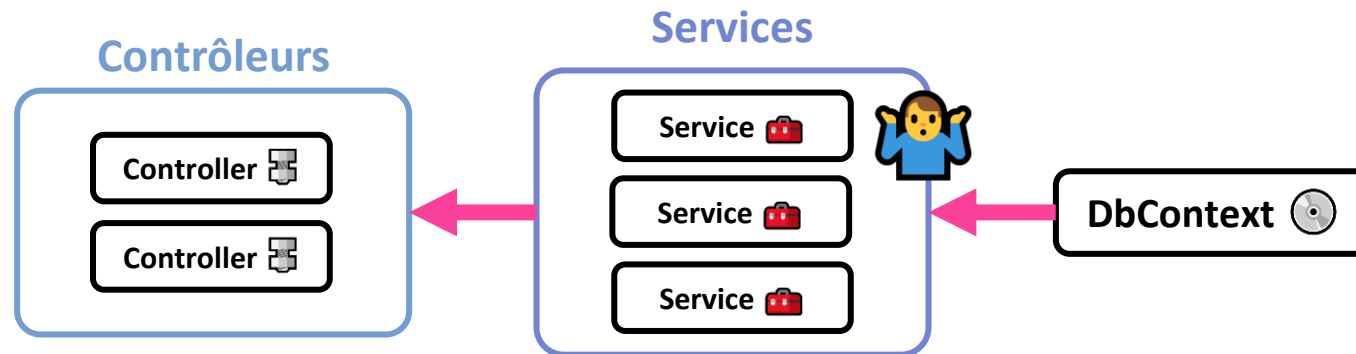 Contrôleurs
Controller
Controller
Services
Service
Service
Service
DbContext